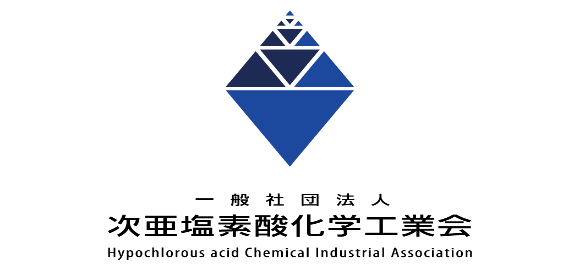 一般社団法人
次亜塩素酸化学工業会
Hypochlorous acid Chemical Industrial Association